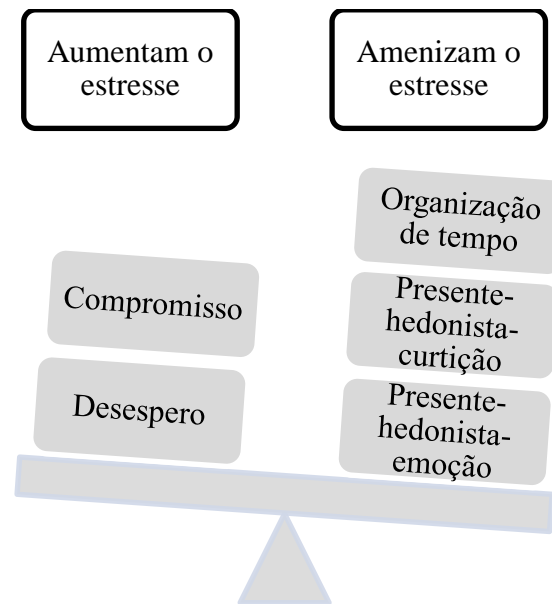 Aumentam o
estresse
Amenizam o
estresse
Compromisso
Desespero
Organização
de tempo
Presente-
hedonista-
curtição
Presente-
hedonista-
emoção